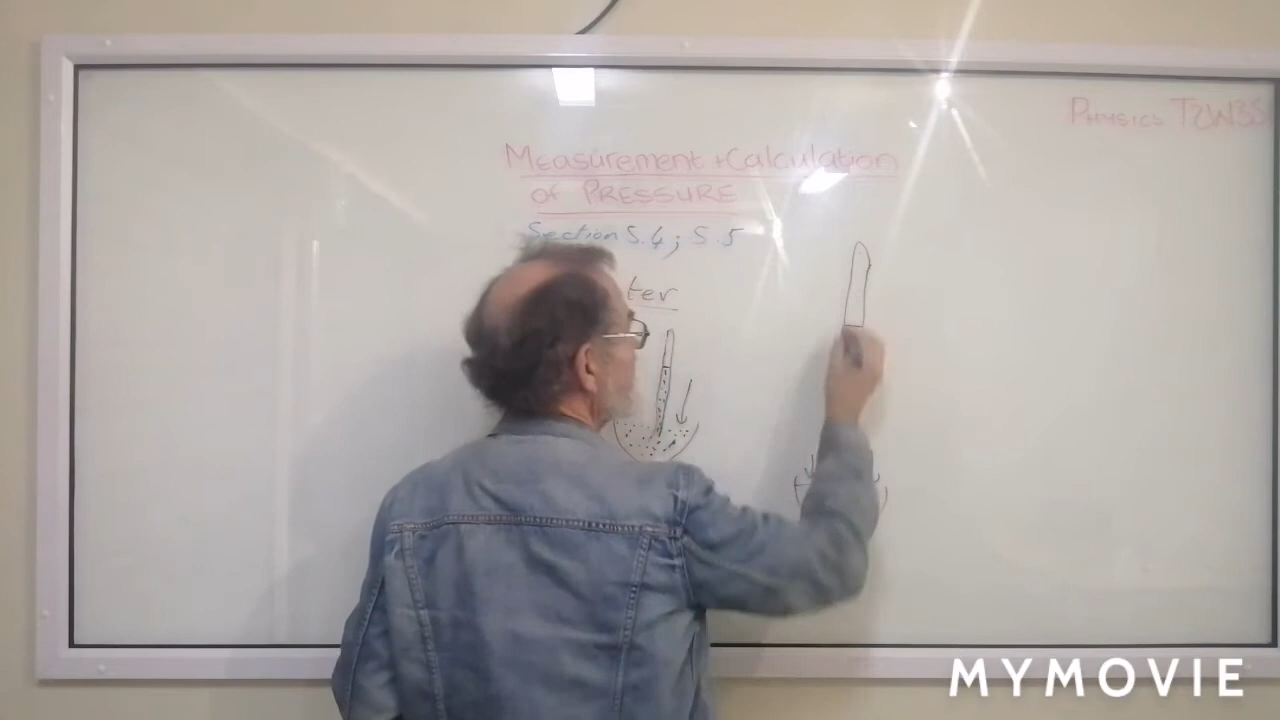 Physics T2W3S
Measurement + Calculation
of PRESSURE
Section 5.4; 5.5
ter
MYMOVIE